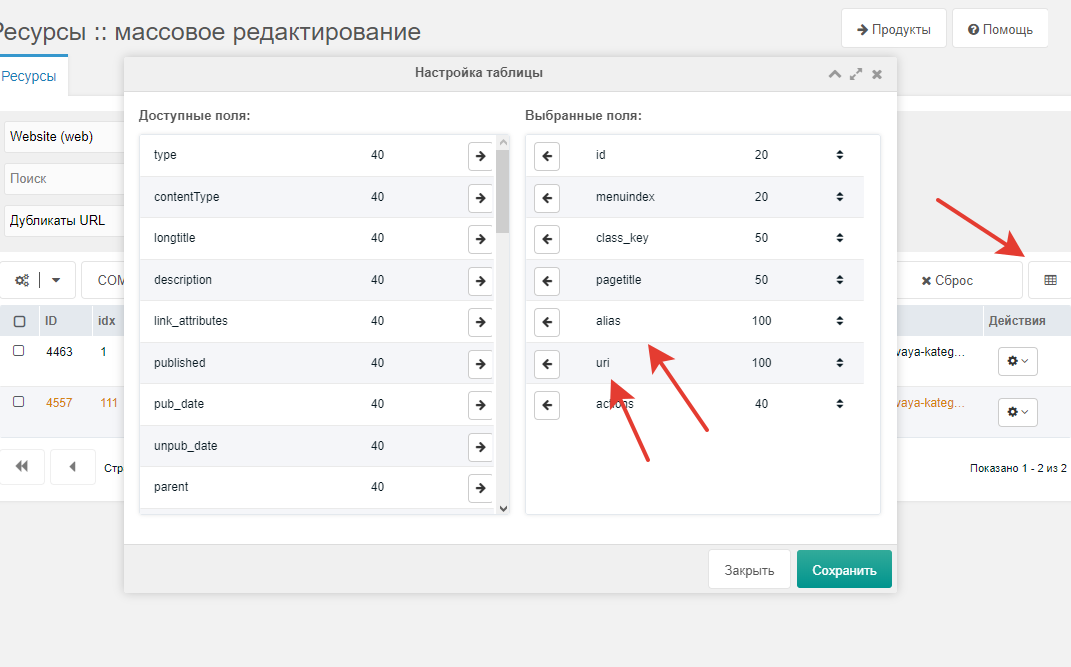 Ресурсы :: массовое редактирование
Продукты
Помощь
Ресурсы
Настройка таблицы
Доступные поля:
Выбранные поля:
Website (web)
Поиск
Дубликаты URL
type 40
contentType 40
longtitle 40
description 40
link_attributes 40
published 40
pub_date 40
unpub_date 40
parent 40
id 20
menuindex 20
class_key 50
pagetitle 50
alias 100
uri 100
actions 40
COM
Сброс
ID idx
Действия
4463 1
vaya-kateg...
4557 111
vaya-kateg...
Стр
Показано 1 - 2 из 2
Закрыть
Сохранить